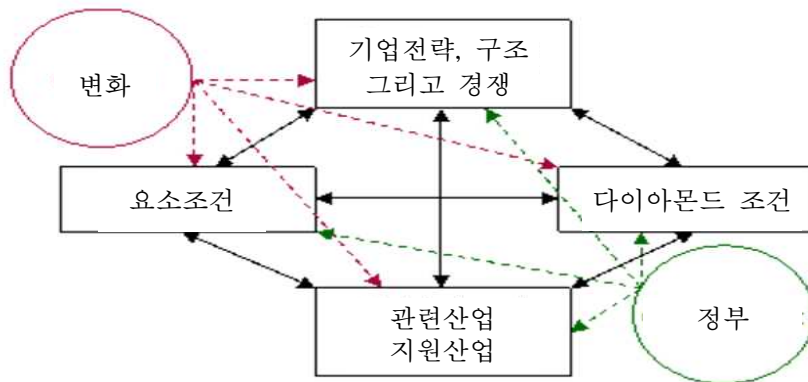 기업전략, 구조
그리고 경쟁
변화
요소조건
다이아몬드 조건
관련산업
지원산업
정부